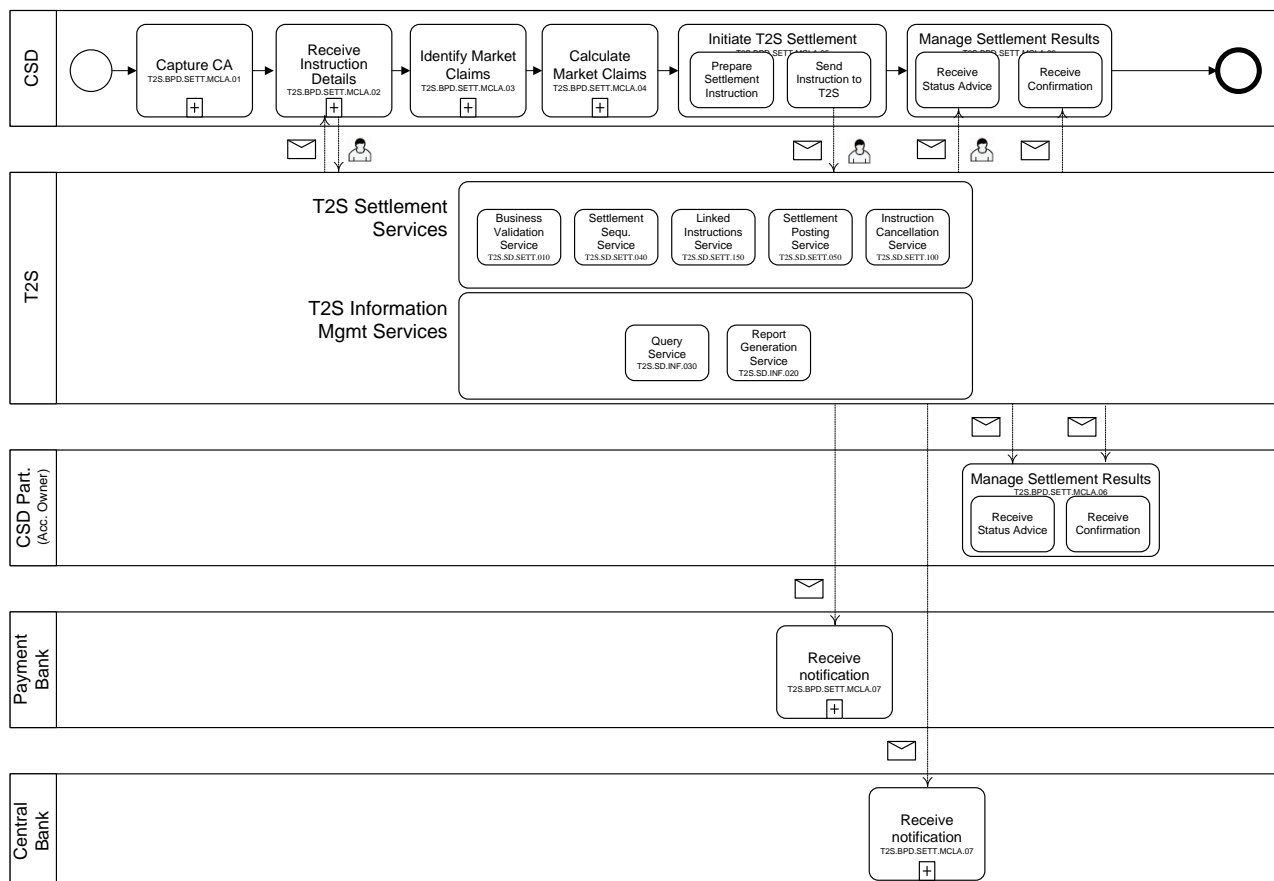 CSD
Capture CA
T2S.BPD.SETT.MCLA.01
+
Receive
Instruction
Details
T2S.BPD.SETT.MCLA.02
+
Identify Market
Claims
T2S.BPD.SETT.MCLA.03
+
Calculate
Market Claims
T2S.BPD.SETT.MCLA.04
+
Initiate T2S Settlement
Prepare
Settlement
Instruction
Send
Instruction to
T2S
Manage Settlement Results
Receive
Status Advice
Receive
Confirmation
T2S
T2S Settlement
Services
Business
Validation
Service
T2S.SD.SETT.010
Settlement
Sequ.
Service
T2S.SD.SETT.040
Linked
Instructions
Service
T2S.SD.SETT.150
Settlement
Posting
Service
T2S.SD.SETT.050
Instruction
Cancellation
Service
T2S.SD.SETT.100
T2S Information
Mgmt Services
Query
Service
T2S.SD.INF.030
Report
Generation
Service
T2S.SD.INF.020
CSD Part.
(Acc. Owner)
Manage Settlement Results
T2S.BPD.SETT.MCLA.06
Receive
Status Advice
Receive
Confirmation
Payment
Bank
Receive
notification
T2S.BPD.SETT.MCLA.07
+
Central
Bank
Receive
notification
T2S.BPD.SETT.MCLA.07
+